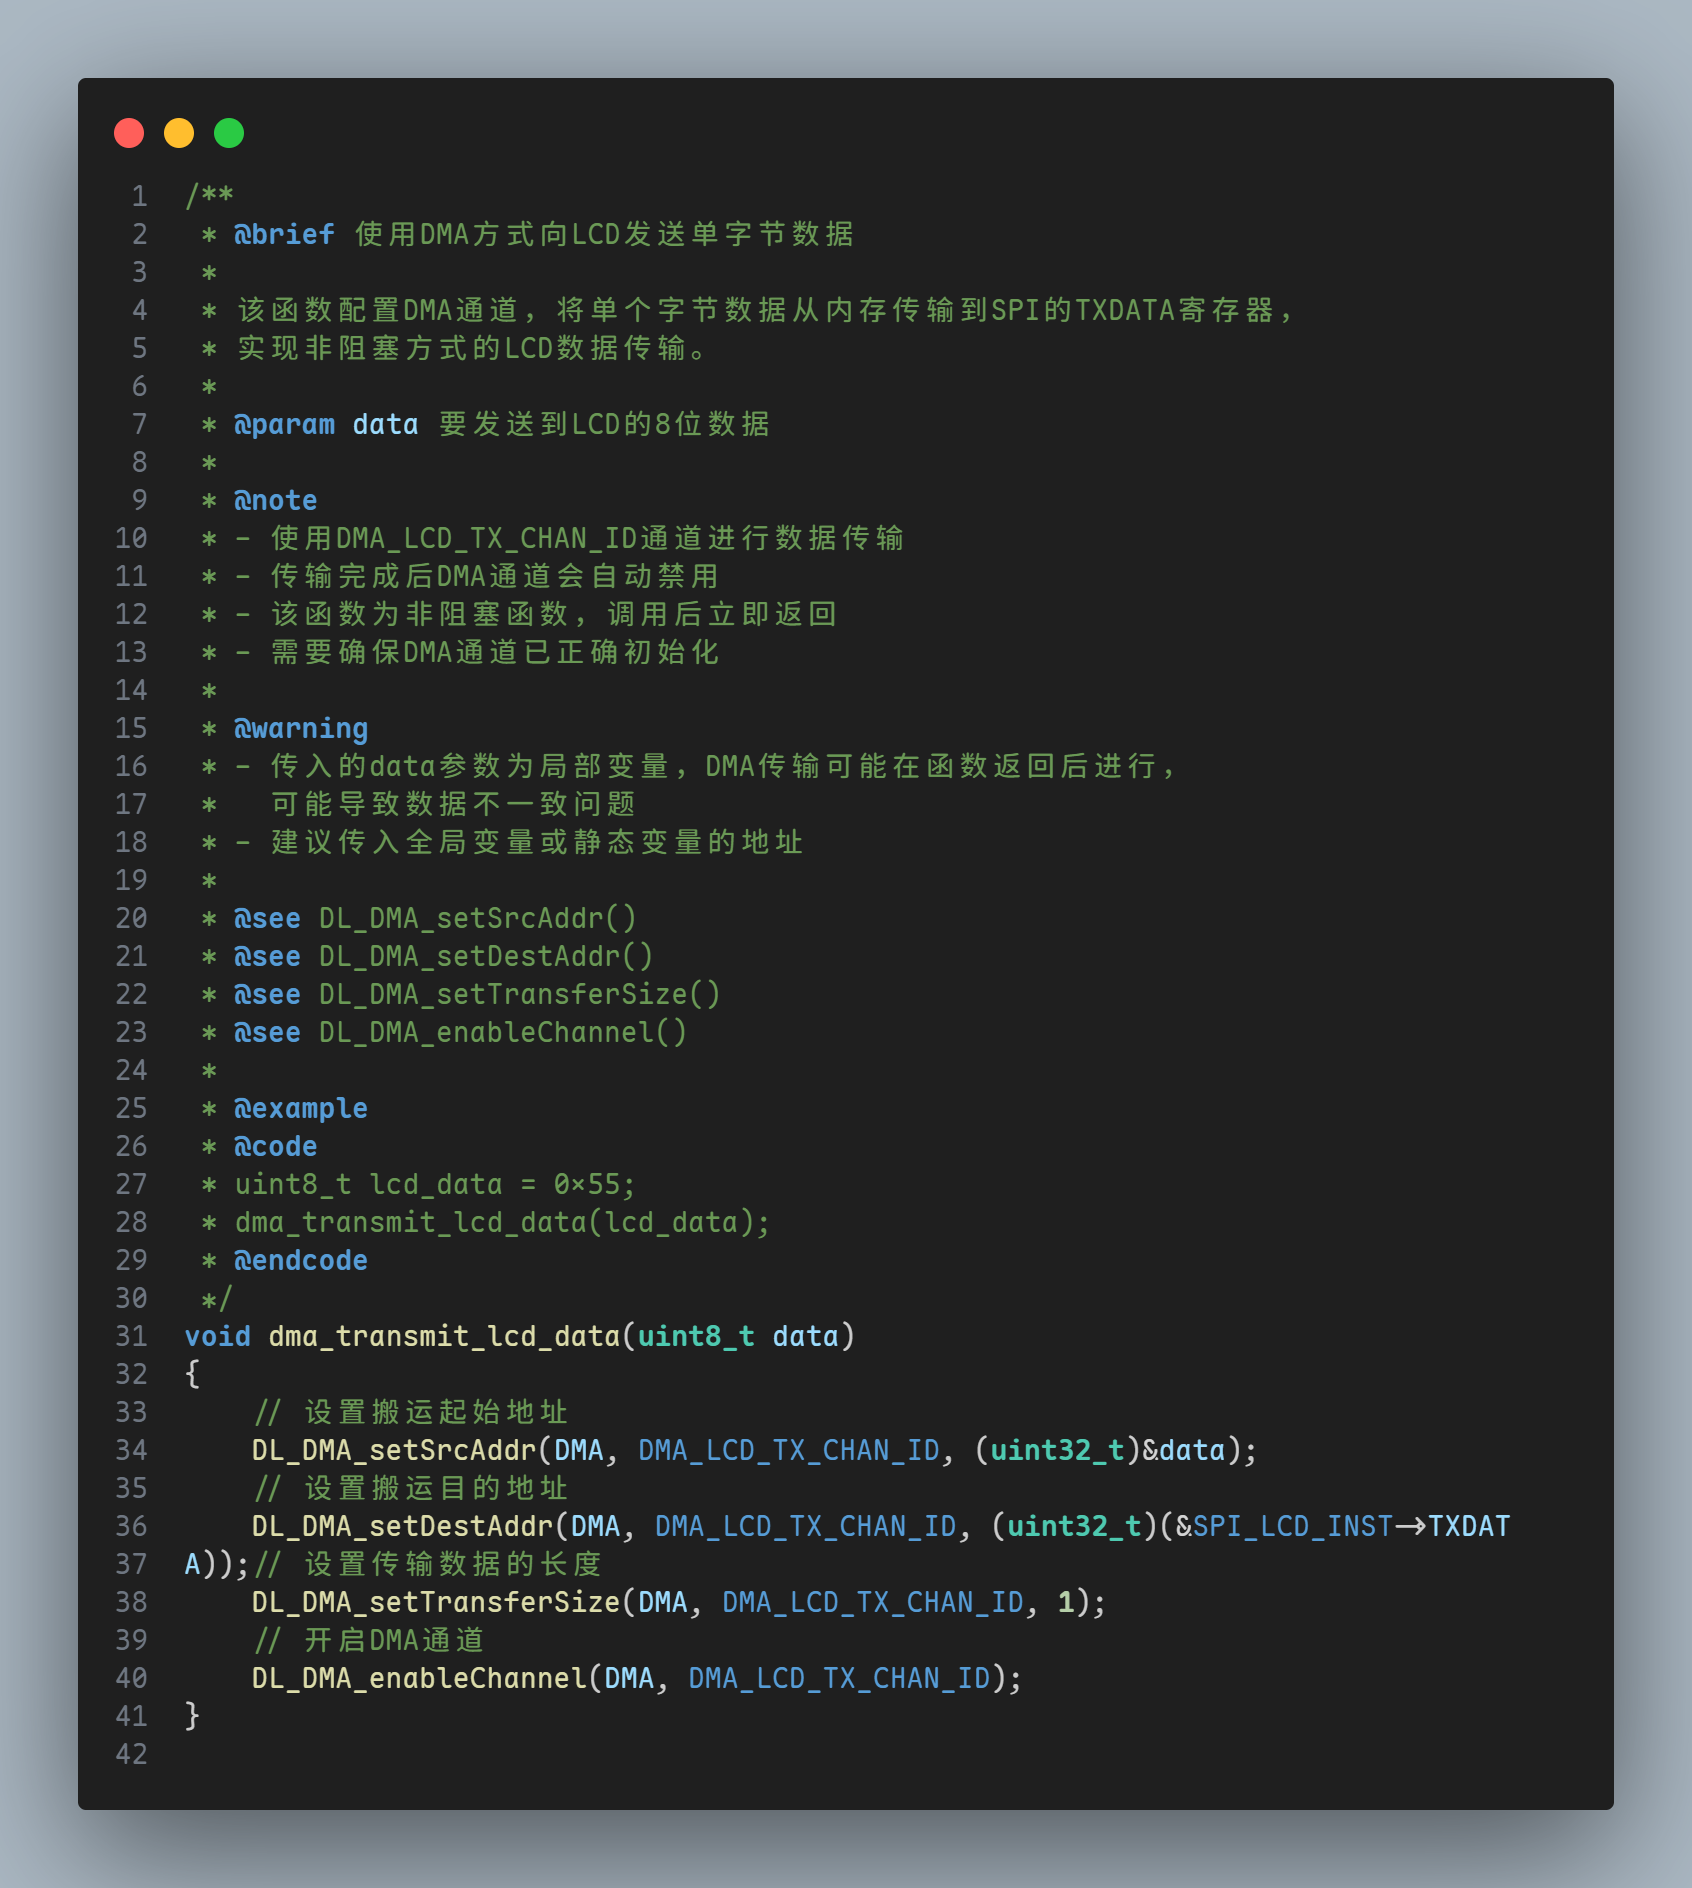 1 /**
2  * @brief 使用DMA方式向LCD发送单字节数据
3  *
4  * 该函数配置DMA通道，将单个字节数据从内存传输到SPI的TXDATA寄存器，
5  * 实现非阻塞方式的LCD数据传输。
6  *
7  * @param data 要发送到LCD的8位数据
8  *
9  * @note
10  * - 使用DMA_LCD_TX_CHAN_ID通道进行数据传输
11  * - 传输完成后DMA通道会自动禁用
12  * - 该函数为非阻塞函数，调用后立即返回
13  * - 需要确保DMA通道已正确初始化
14  *
15  * @warning
16  * - 传入的data参数为局部变量，DMA传输可能在函数返回后进行，
17  *   可能导致数据不一致问题
18  * - 建议传入全局变量或静态变量的地址
19  *
20  * @see DL_DMA_setSrcAddr()
21  * @see DL_DMA_setDestAddr()
22  * @see DL_DMA_setTransferSize()
23  * @see DL_DMA_enableChannel()
24  *
25  * @example
26  * @code
27  * uint8_t lcd_data = 0x55;
28  * dma_transmit_lcd_data(lcd_data);
29  * @endcode
30  */
31 void dma_transmit_lcd_data(uint8_t data)
32 {
33     // 设置搬运起始地址
34     DL_DMA_setSrcAddr(DMA, DMA_LCD_TX_CHAN_ID, (uint32_t)&data);
35     // 设置搬运目的地址
36     DL_DMA_setDestAddr(DMA, DMA_LCD_TX_CHAN_ID, (uint32_t)(&SPI_LCD_INST->TXDAT
37 A));// 设置传输数据的长度
38     DL_DMA_setTransferSize(DMA, DMA_LCD_TX_CHAN_ID, 1);
39     // 开启DMA通道
40     DL_DMA_enableChannel(DMA, DMA_LCD_TX_CHAN_ID);
41 }
42